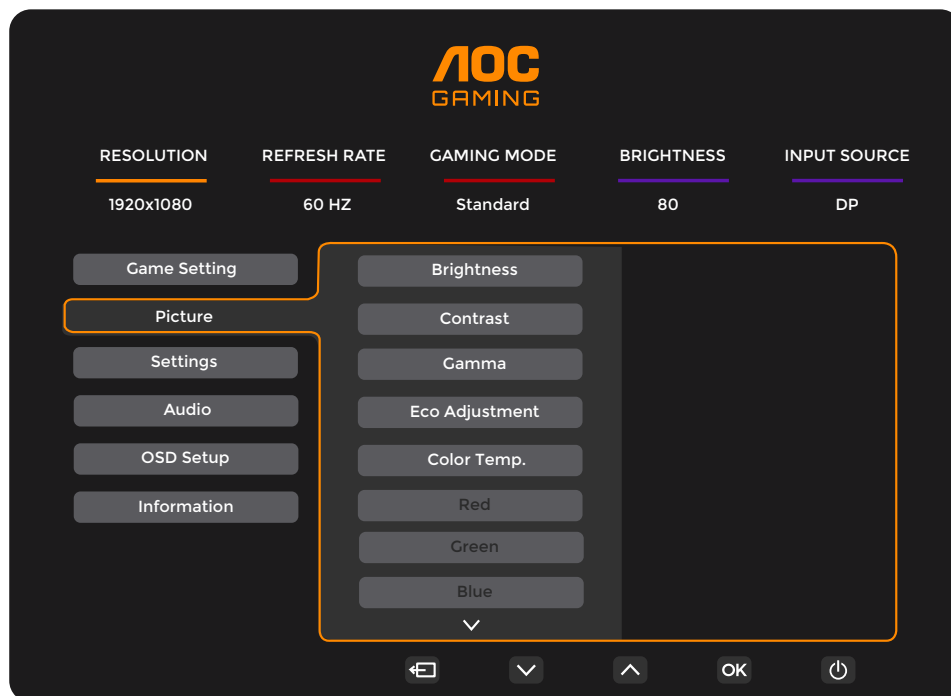 AOC
GAMING
RESOLUTION REFRESH RATE GAMING MODE BRIGHTNESS INPUT SOURCE
1920x1080 60 HZ Standard 80 DP
Game Setting
Picture
Settings
Audio
OSD Setup
Information
Brightness
Contrast
Gamma
Eco Adjustment
Color Temp.
Red
Green
Blue
OK